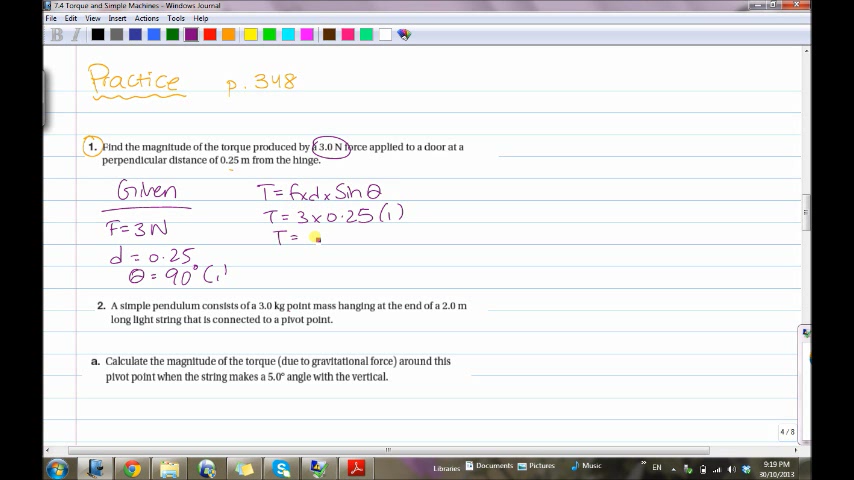 7.4 Torque and Simple Machines - Windows Journal
File Edit View Insert Actions Tools Help
B I
Practice p. 348
1. Find the magnitude of the torque produced by a 3.0 N force applied to a door at a
perpendicular distance of 0.25 m from the hinge.
Given
F=3N
d = 0.25
θ = 90° (1)
T=fxdxSinθ
T= 3x0.25(1)
T=
2. A simple pendulum consists of a 3.0 kg point mass hanging at the end of a 2.0 m
long light string that is connected to a pivot point.
a. Calculate the magnitude of the torque (due to gravitational force) around this
pivot point when the string makes a 5.0° angle with the vertical.
4 / 8
Libraries Documents Pictures Music » EN 9:19 PM
30/10/2013